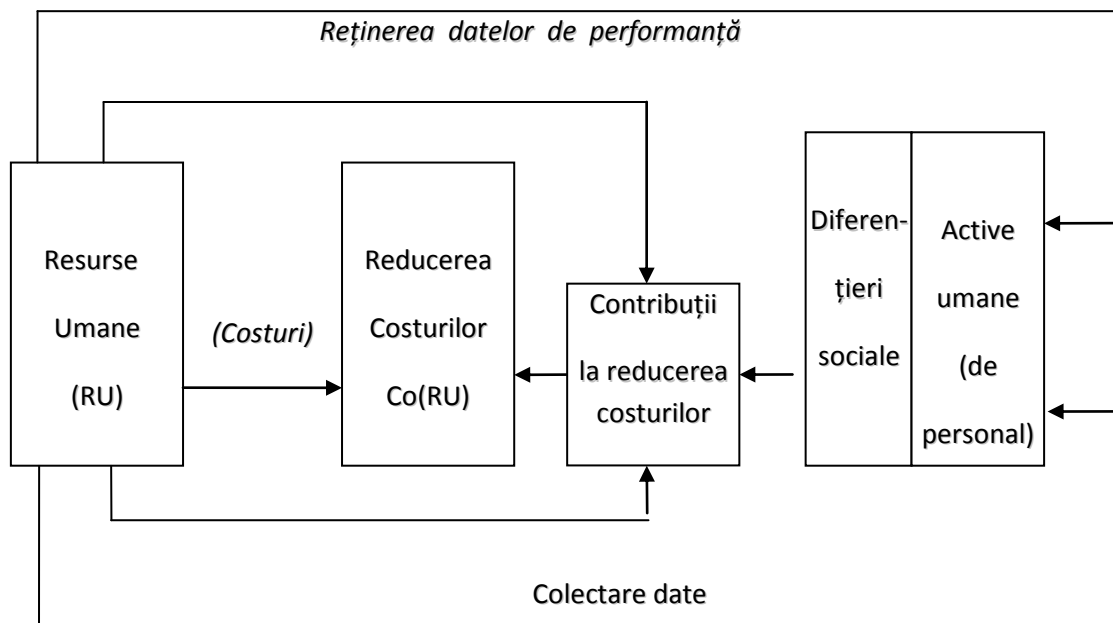 Reținerea datelor de performanță
Resurse
Umane
(RU)
(Costuri)
Reducerea
Costurilor
Co(RU)
Contribuții
la reducerea
costurilor
Diferen-
țieri
sociale
Active
umane
(de
personal)
Colectare date